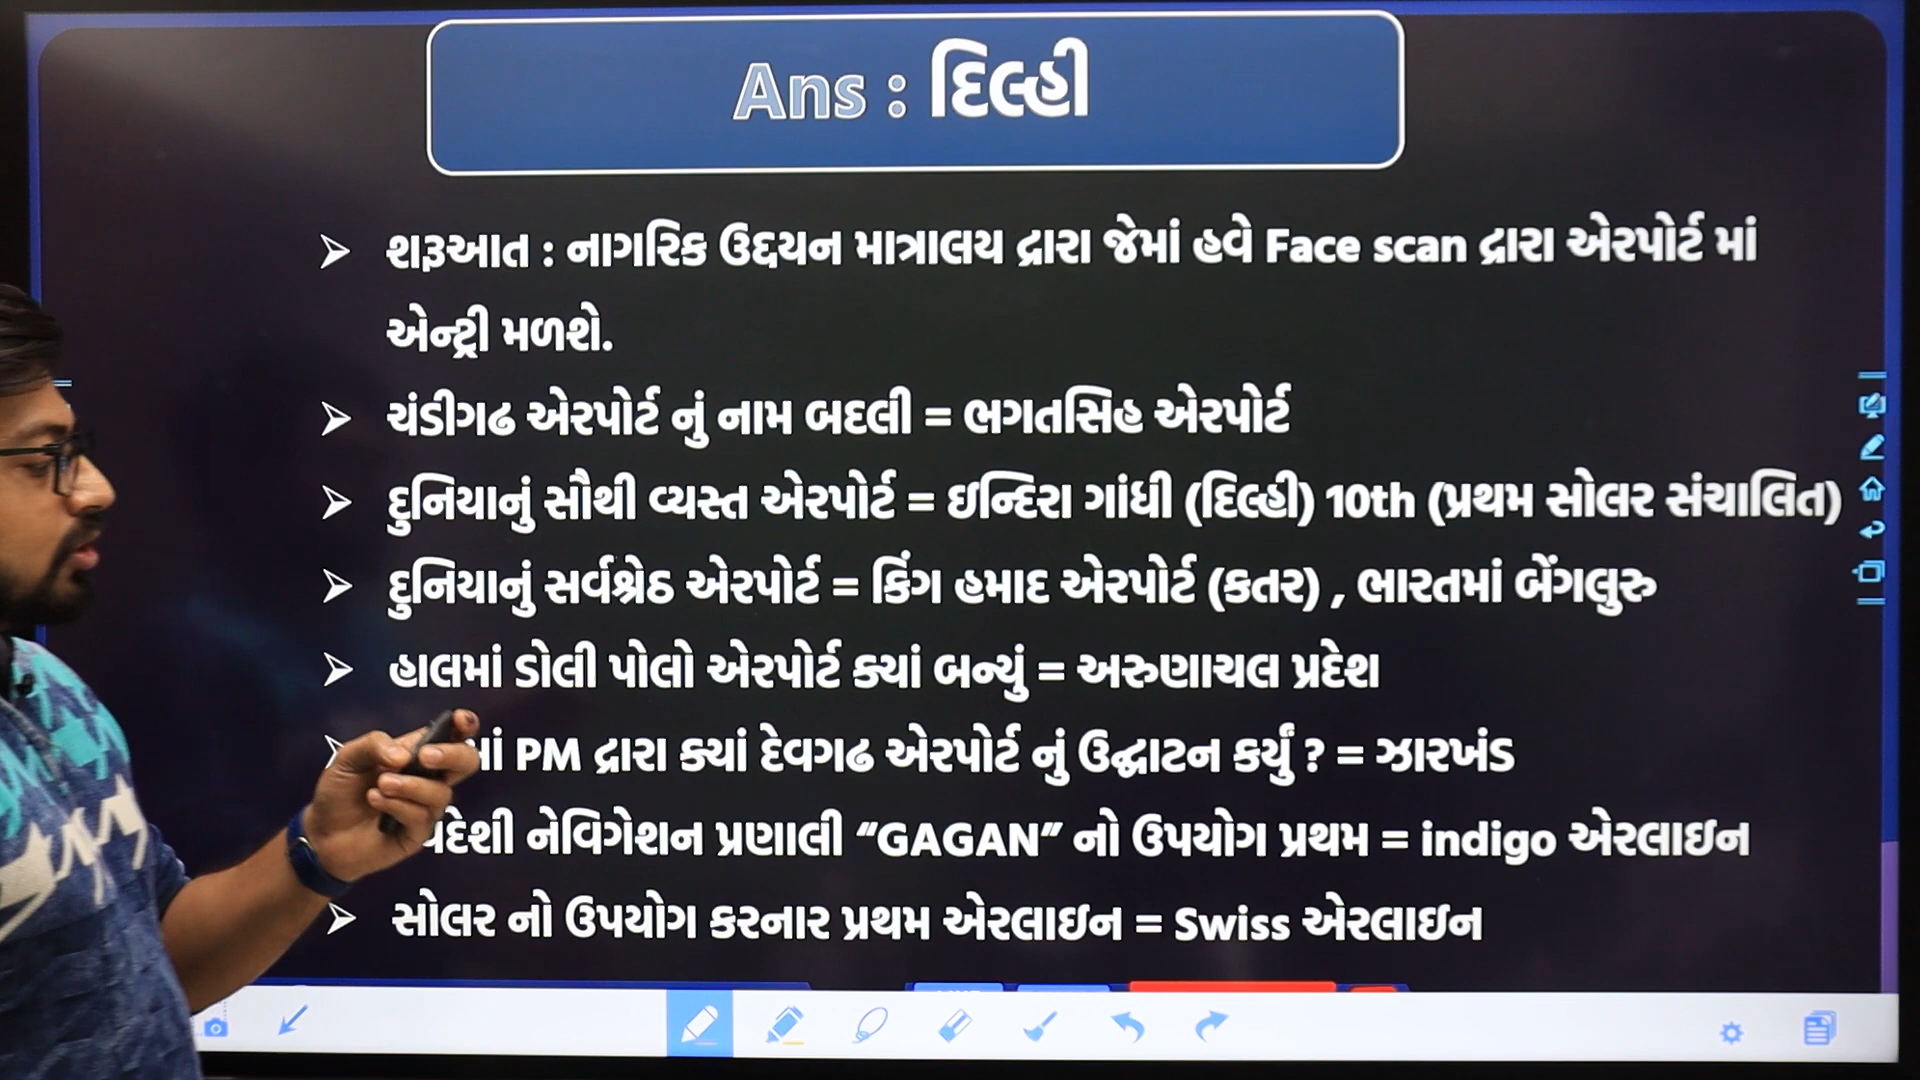 Ans : દિલ્હી
➤ શરૂઆત : નાગરિક ઉદ્દયન માત્રાલય દ્વારા જેમાં હવે Face scan દ્વારા એરપોર્ટ માં
એન્ટ્રી મળશે.
➤ ચંડીગઢ એરપોર્ટ નું નામ બદલી = ભગતસિહ એરપોર્ટ
➤ દુનિયાનું સૌથી વ્યસ્ત એરપોર્ટ = ઇન્દિરા ગાંધી (દિલ્હી) 10th (પ્રથમ સોલર સંચાલિત)
➤ દુનિયાનું સર્વશ્રેઠ એરપોર્ટ = કિંગ હમાદ એરપોર્ટ (કતર) , ભારતમાં બેંગલુરુ
➤ હાલમાં ડોલી પોલો એરપોર્ટ ક્યાં બન્યું = અરુણાચલ પ્રદેશ
➤ PM દ્વારા ક્યાં દેવગઢ એરપોર્ટ નું ઉદ્ઘાટન કર્યું ? = ઝારખંડ
નેવિગેશન પ્રણાલી “GAGAN” નો ઉપયોગ પ્રથમ = indigo એરલાઇન
➤ સોલર નો ઉપયોગ કરનાર પ્રથમ એરલાઇન = Swiss એરલાઇન